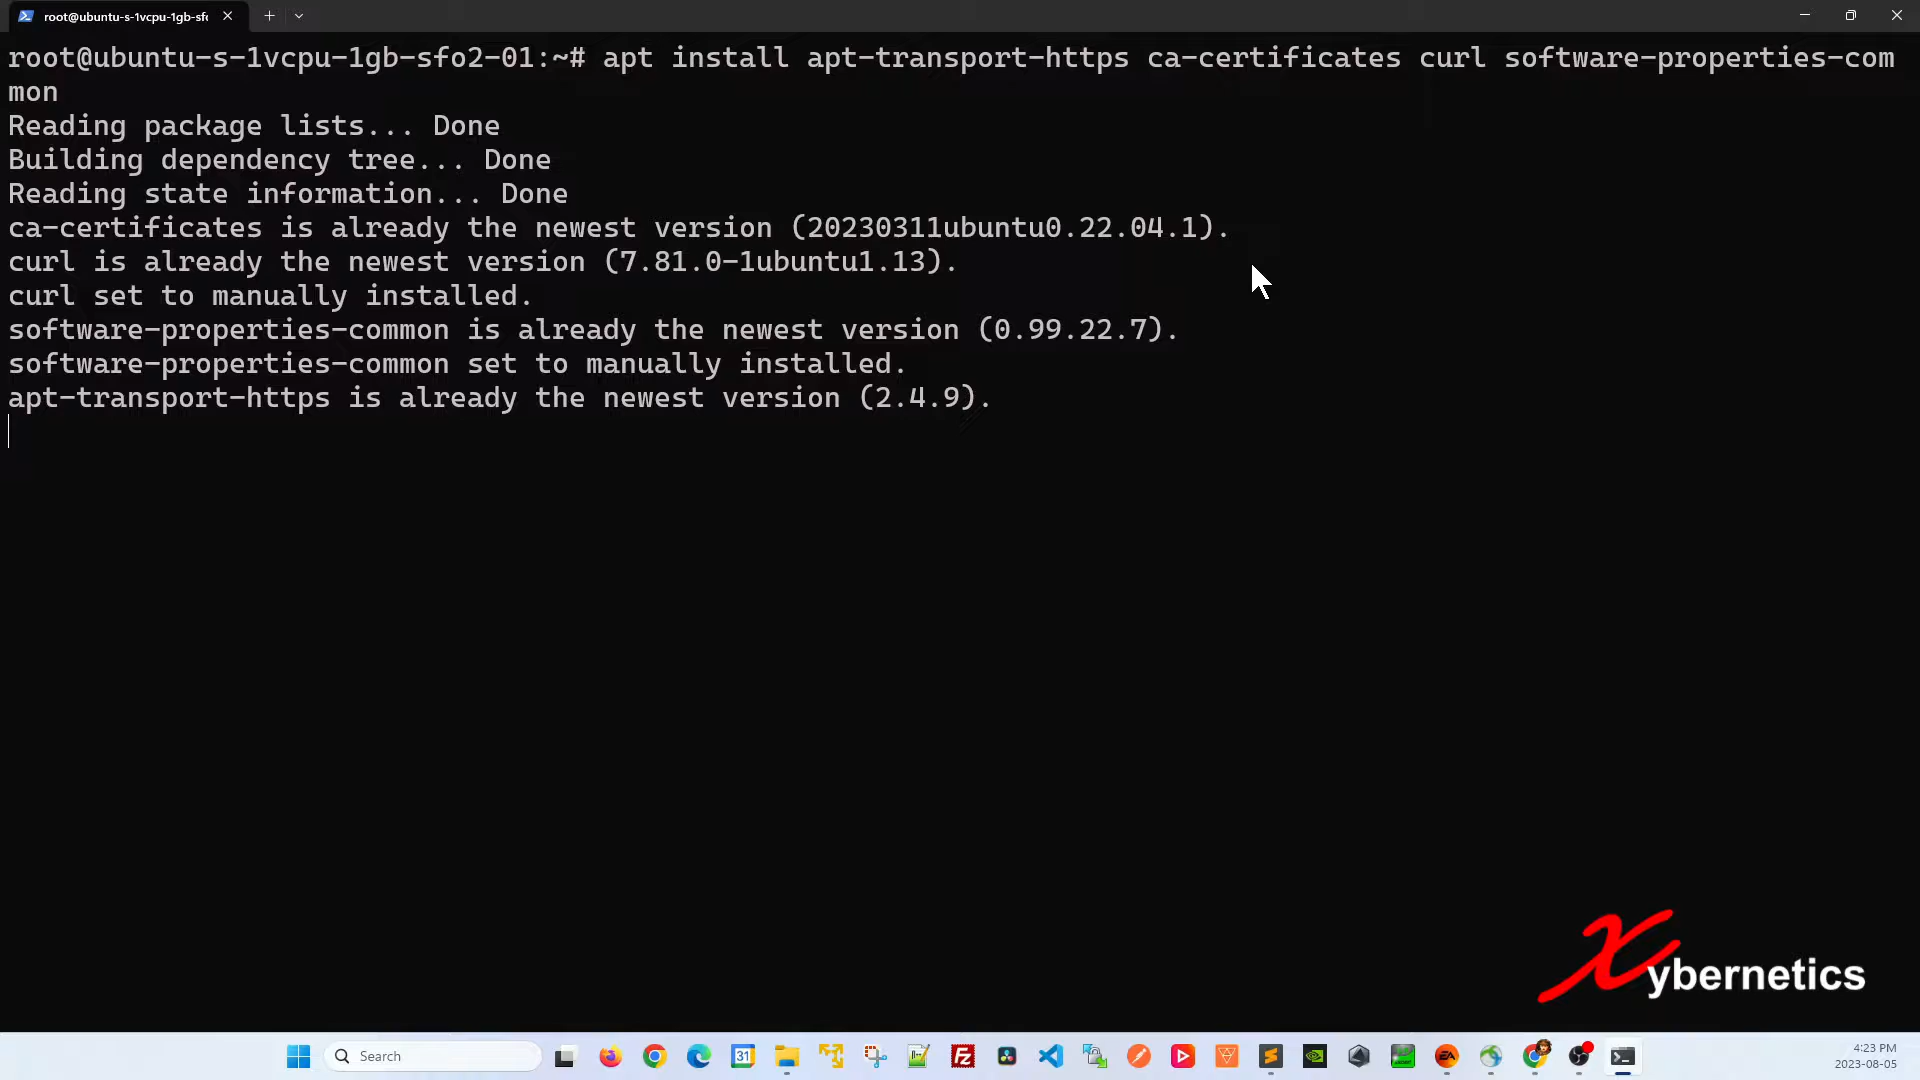 root@ubuntu-s-1vcpu-1gb-sfo
root@ubuntu-s-1vcpu-1gb-sfo2-01:~# apt install apt-transport-https ca-certificates curl software-properties-com
mon
Reading package lists... Done
Building dependency tree... Done
Reading state information... Done
ca-certificates is already the newest version (20230311ubuntu0.22.04.1).
curl is already the newest version (7.81.0-1ubuntu1.13).
curl set to manually installed.
software-properties-common is already the newest version (0.99.22.7).
software-properties-common set to manually installed.
apt-transport-https is already the newest version (2.4.9).
Xybernetics
Search
31
FZ
EA
4:23 PM
2023-08-05